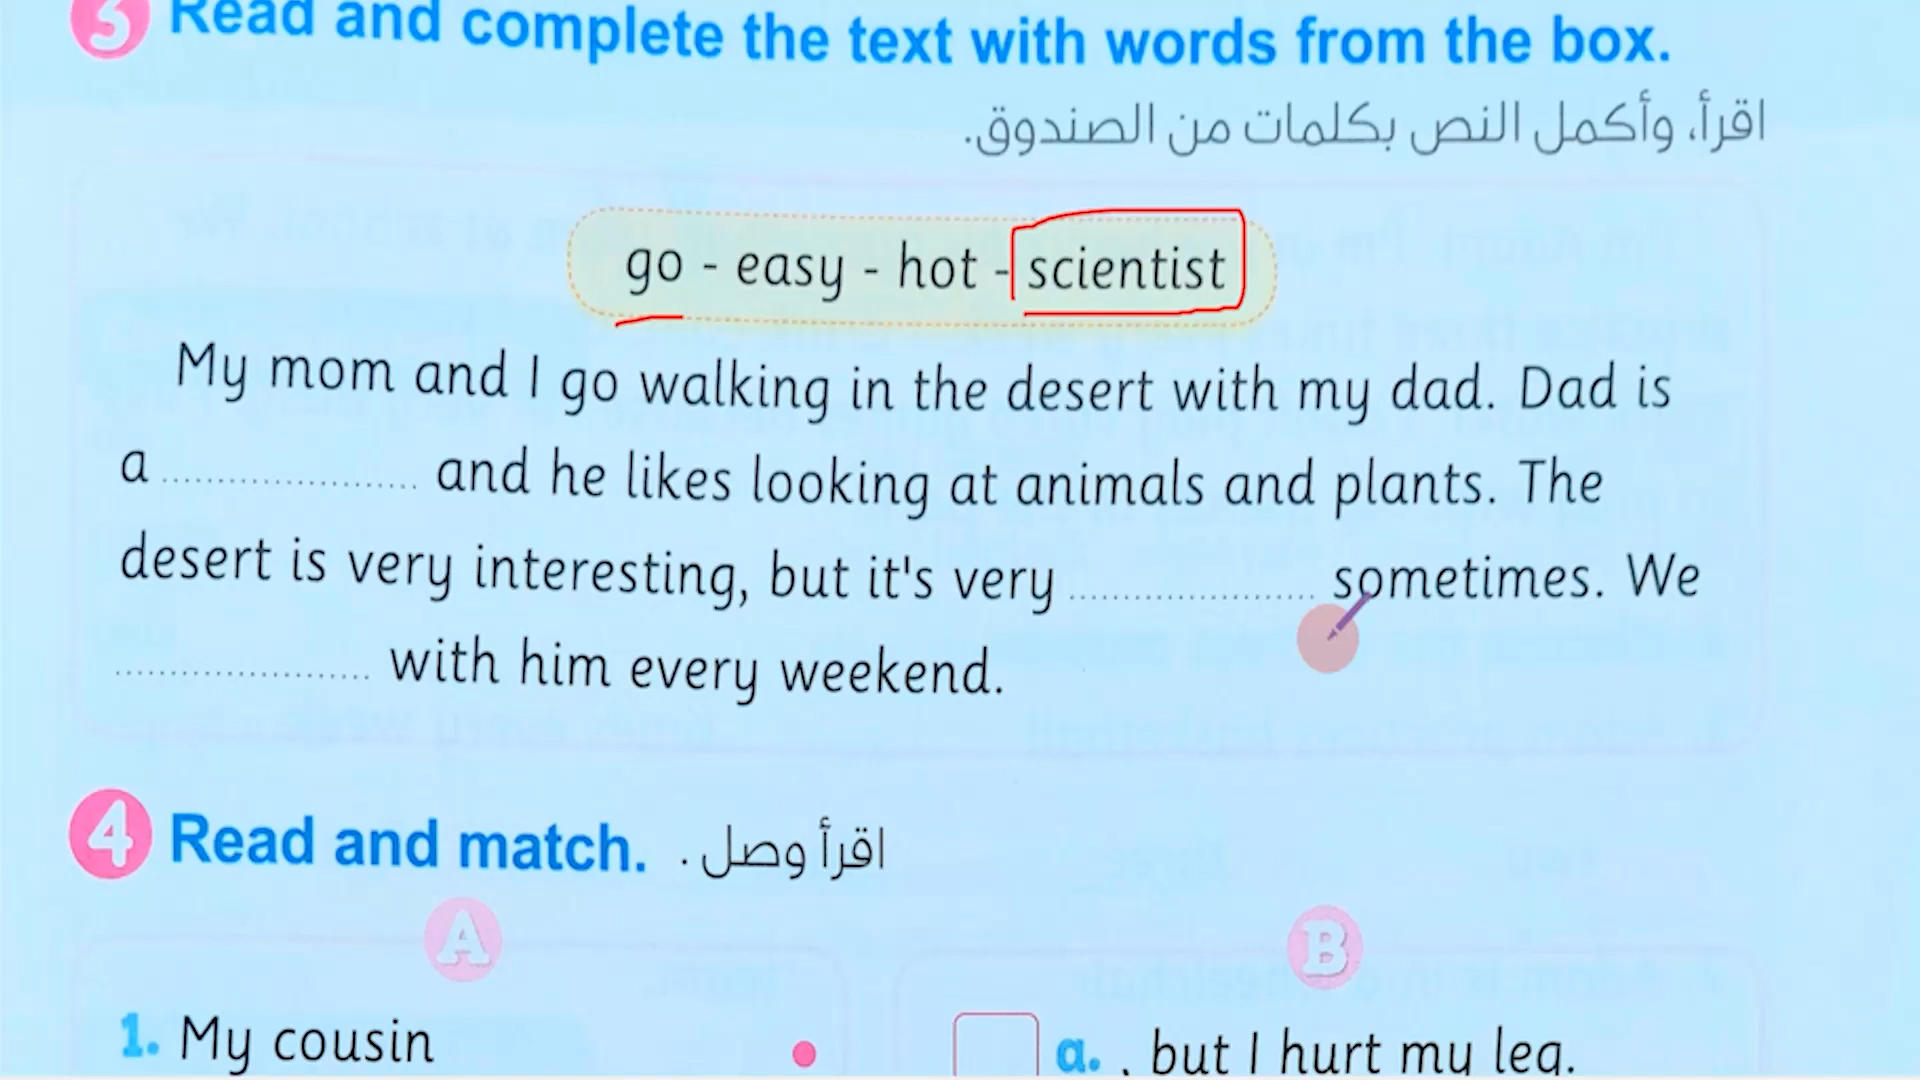 3 Read and complete the text with words from the box.
اقرأ، وأكمل النص بكلمات من الصندوق.
go - easy - hot - scientist
My mom and I go walking in the desert with my dad. Dad is
a ..................... and he likes looking at animals and plants. The
desert is very interesting, but it's very ..................... sometimes. We
..................... with him every weekend.
4 Read and match. اقرأ وصل .
A
B
1. My cousin
a. , but I hurt my leg.